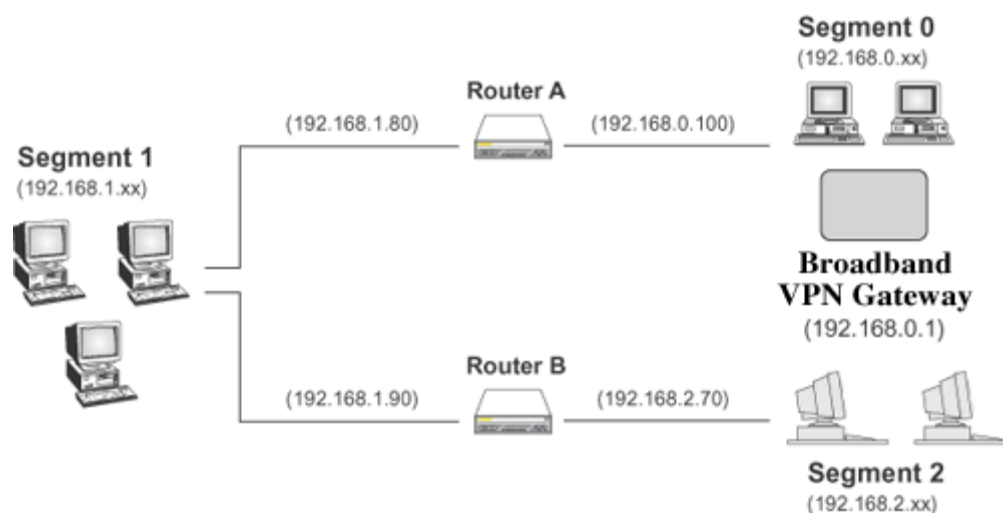 Segment 0
(192.168.0.xx)
Router A
(192.168.1.80)
(192.168.0.100)
Segment 1
(192.168.1.xx)
Broadband
VPN Gateway
(192.168.0.1)
Router B
(192.168.1.90)
(192.168.2.70)
Segment 2
(192.168.2.xx)